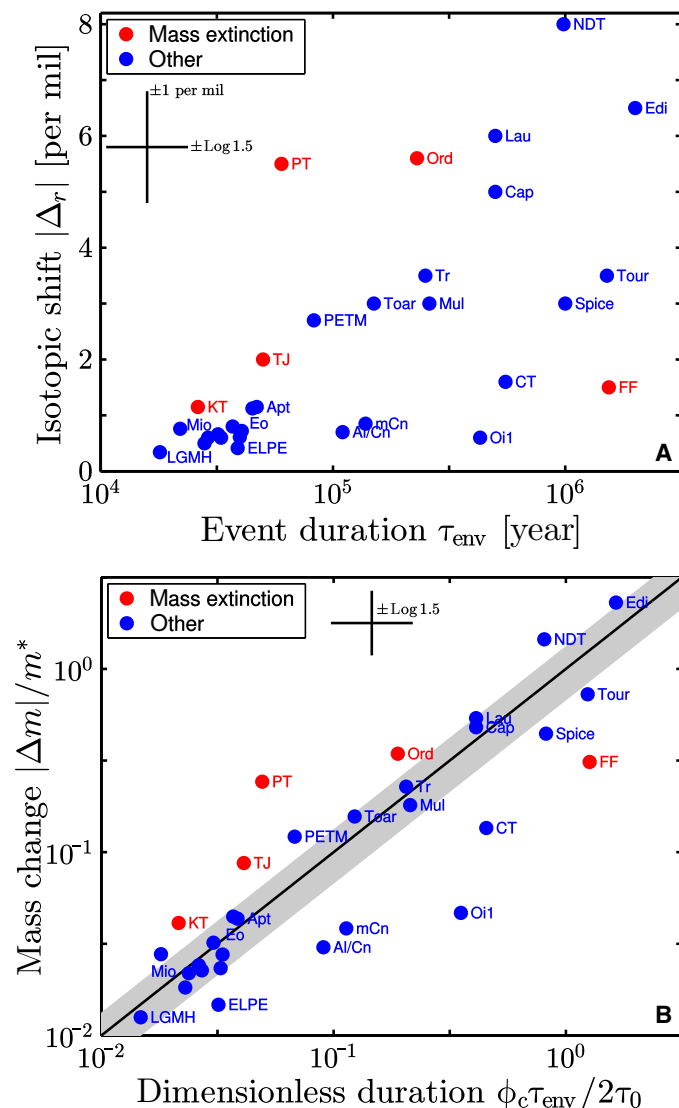 8
6
4
2
0
Isotopic shift |Δ_r| [per mil]
Mass extinction
Other
±1 per mil
±Log 1.5
NDT
Edi
Lau
PT
Ord
Cap
Tr
Tour
Toar
Mul
Spice
PETM
TJ
CT
FF
KT
Apt
Mio
Eo
mCn
Al/Cn
Oi1
ELPE
LGMH
A
10^4
10^5
10^6
Event duration τ_env [year]
Mass extinction
Other
±Log 1.5
10^0
10^-1
10^-2
Mass change |Δm|/m*
Edi
NDT
Tour
Lau
Cap
Spice
Ord
FF
PT
Tr
Mul
Toar
CT
PETM
TJ
KT
Apt
Oi1
Eo
mCn
Al/Cn
Mio
ELPE
LGMH
B
10^-2
10^-1
10^0
Dimensionless duration ϕ_c τ_env/2τ_0